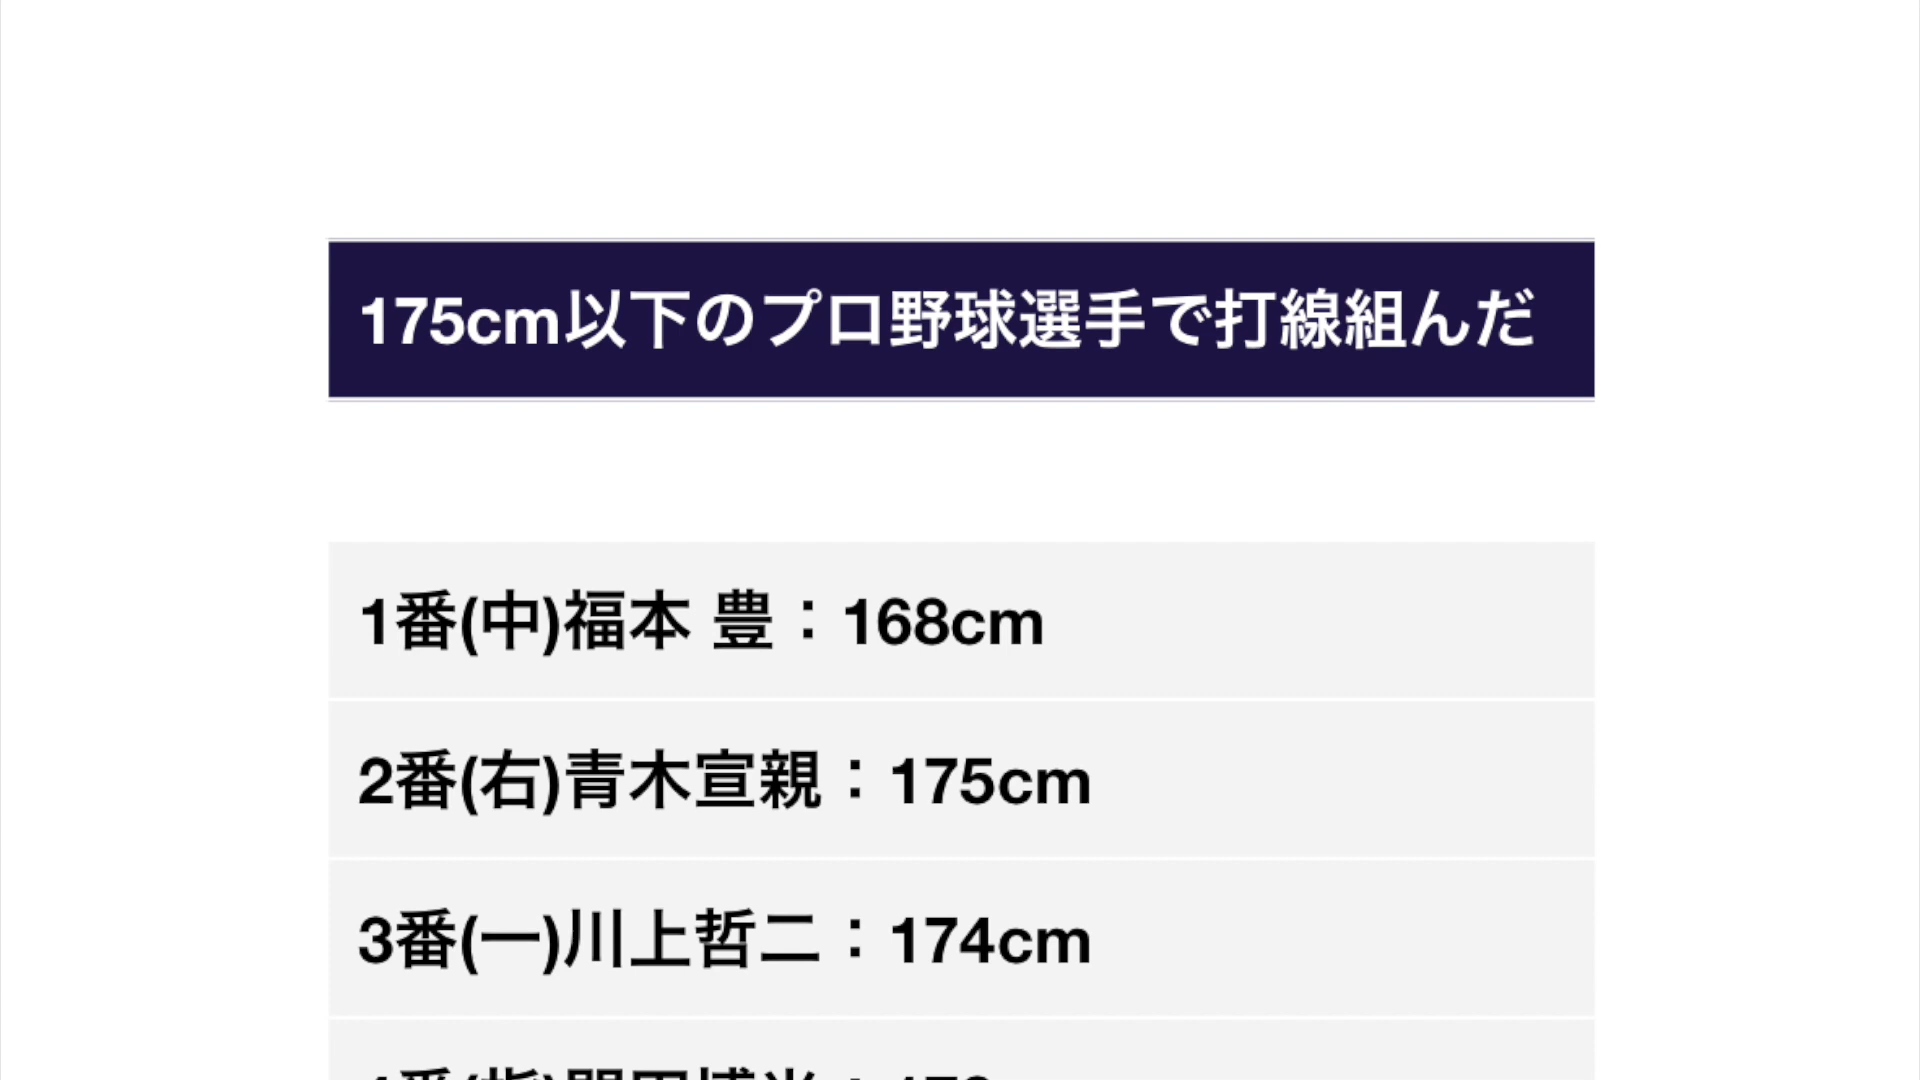 175cm以下のプロ野球選手で打線組んだ
1番(中)福本 豊：168cm
2番(右)青木宣親：175cm
3番(一)川上哲二：174cm